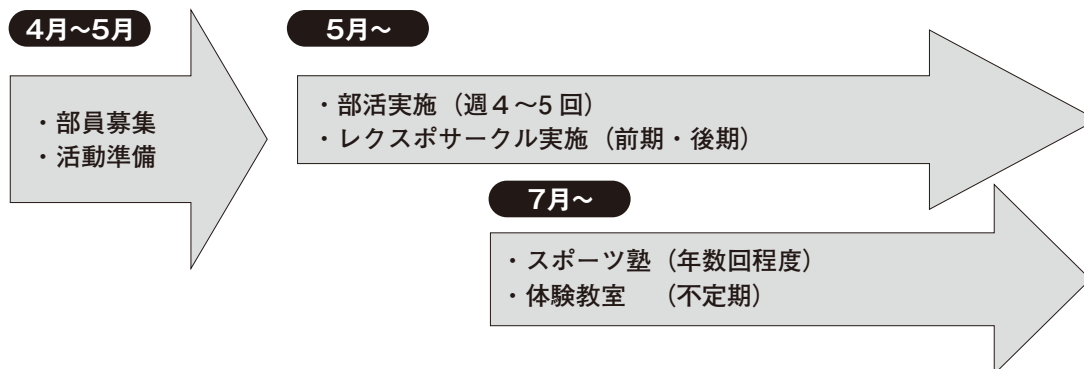 4月～5月
・部員募集
・活動準備
5月～
・部活実施（週４～5回）
・レクスポサークル実施（前期・後期）
7月～
・スポーツ塾（年数回程度）
・体験教室　（不定期）